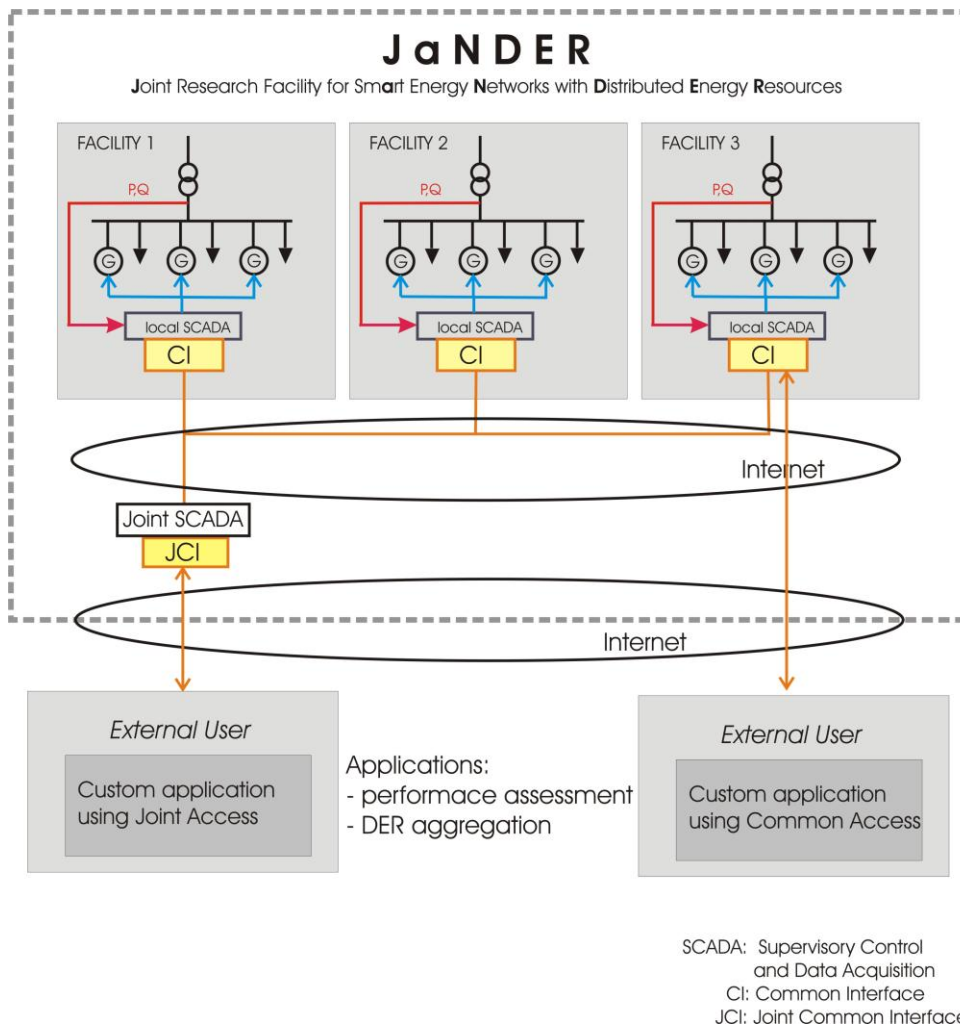 JaNDER
Joint Research Facility for Smart Energy Networks with Distributed Energy Resources
FACILITY 1
P,Q
G G G
local SCADA
CI
FACILITY 2
P,Q
G G G
local SCADA
CI
FACILITY 3
P,Q
G G G
local SCADA
CI
Internet
Joint SCADA
JCI
Internet
External User
Custom application
using Joint Access
Applications:
- performace assessment
- DER aggregation
External User
Custom application
using Common Access
SCADA: Supervisory Control
and Data Acquisition
CI: Common Interface
JCI: Joint Common Interface